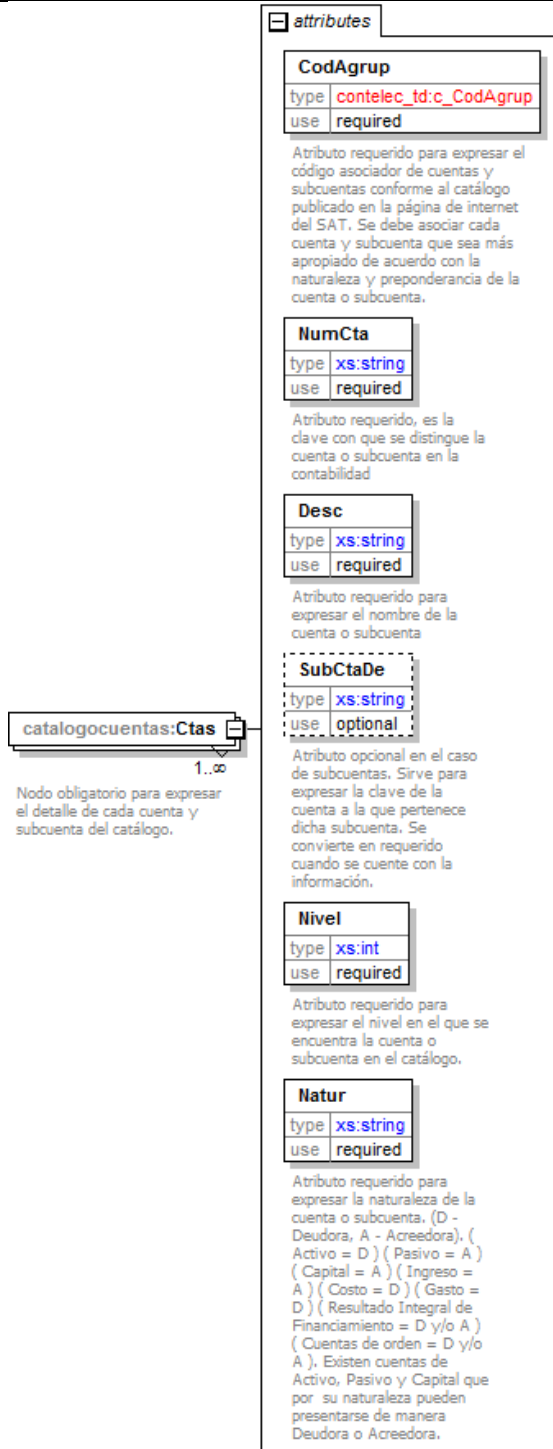 attributes
CodAgrup
type contelec_td:c_CodAgrup
use required
Atributo requerido para expresar el
código asociador de cuentas y
subcuentas conforme al catálogo
publicado en la página de internet
del SAT. Se debe asociar cada
cuenta y subcuenta que sea más
apropiado de acuerdo con la
naturaleza y preponderancia de la
cuenta o subcuenta.
NumCta
type xs:string
use required
Atributo requerido, es la
clave con que se distingue la
cuenta o subcuenta en la
contabilidad
Desc
type xs:string
use required
Atributo requerido para
expresar el nombre de la
cuenta o subcuenta
SubCtaDe
type xs:string
use optional
Atributo opcional en el caso
de subcuentas. Sirve para
expresar la clave de la
cuenta a la que pertenece
dicha subcuenta. Se
convierte en requerido
cuando se cuente con la
información.
catalogocuentas:Ctas
1..∞
Nodo obligatorio para expresar
el detalle de cada cuenta y
subcuenta del catálogo.
Nivel
type xs:int
use required
Atributo requerido para
expresar el nivel en el que se
encuentra la cuenta o
subcuenta en el catálogo.
Natur
type xs:string
use required
Atributo requerido para
expresar la naturaleza de la
cuenta o subcuenta. (D -
Deudora, A - Acreedora). (
Activo = D ) ( Pasivo = A )
( Capital = A ) ( Ingreso =
A ) ( Costo = D ) ( Gasto =
D ) ( Resultado Integral de
Financiamiento = D y/o A )
( Cuentas de orden = D y/o
A ). Existen cuentas de
Activo, Pasivo y Capital que
por su naturaleza pueden
presentarse de manera
Deudora o Acreedora.